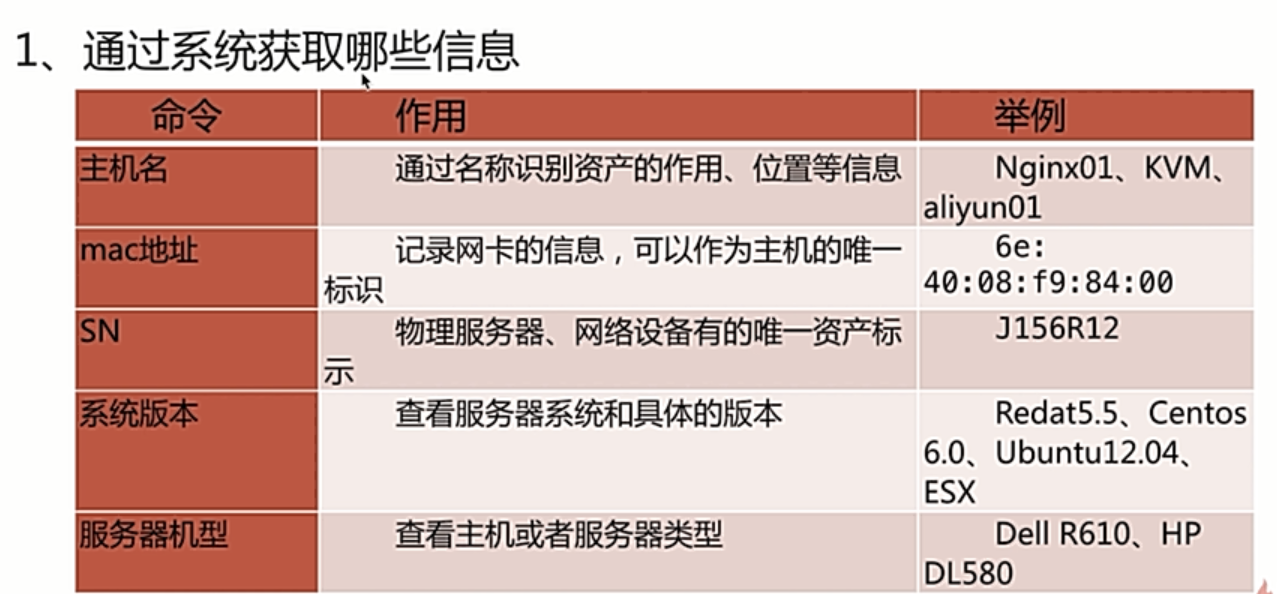 1、通过系统获取哪些信息
命令 作用 举例
主机名 通过名称识别资产的作用、位置等信息 Nginx01、KVM、
aliyun01
mac地址 记录网卡的信息，可以作为主机的唯一 6e:
标识 40:08:f9:84:00
SN 物理服务器、网络设备有的唯一资产标 J156R12
示
系统版本 查看服务器系统和具体的版本 Redat5.5、Centos
6.0、Ubuntu12.04、
ESX
服务器机型 查看主机或者服务器类型 Dell R610、HP
DL580